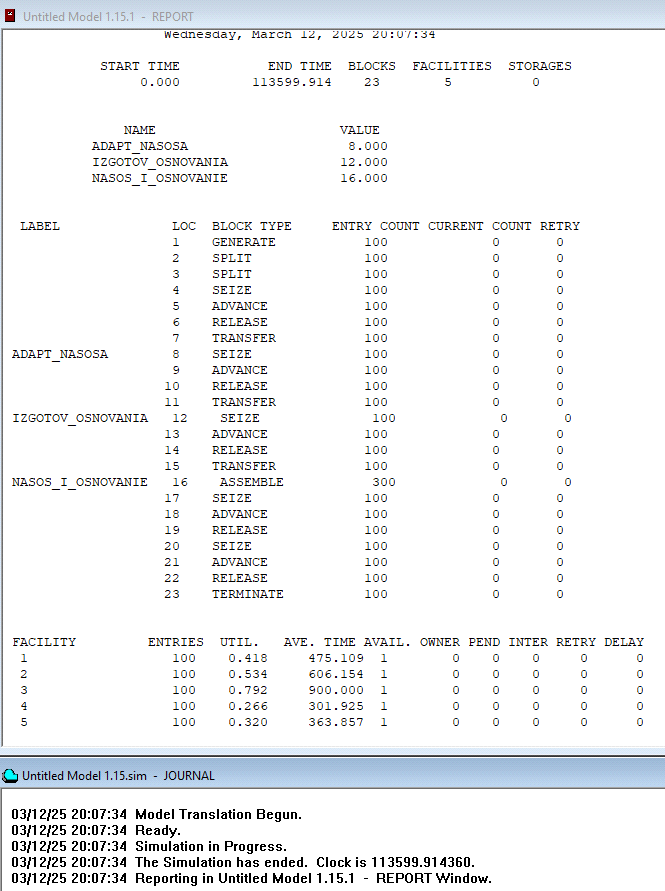 Untitled Model 1.15.1 - REPORT
Wednesday, March 12, 2025 20:07:34
START TIME END TIME BLOCKS FACILITIES STORAGES
0.000 113599.914 23 5 0
NAME VALUE
ADAPT_NASOSA 8.000
IZGOTOV_OSNOVANIA 12.000
NASOS_I_OSNOVANIE 16.000
LABEL LOC BLOCK TYPE ENTRY COUNT CURRENT COUNT RETRY
1 GENERATE 100 0 0
2 SPLIT 100 0 0
3 SPLIT 100 0 0
4 SEIZE 100 0 0
5 ADVANCE 100 0 0
6 RELEASE 100 0 0
7 TRANSFER 100 0 0
ADAPT_NASOSA 8 SEIZE 100 0 0
9 ADVANCE 100 0 0
10 RELEASE 100 0 0
11 TRANSFER 100 0 0
IZGOTOV_OSNOVANIA 12 SEIZE 100 0 0
13 ADVANCE 100 0 0
14 RELEASE 100 0 0
15 TRANSFER 100 0 0
NASOS_I_OSNOVANIE 16 ASSEMBLE 300 0 0
17 SEIZE 100 0 0
18 ADVANCE 100 0 0
19 RELEASE 100 0 0
20 SEIZE 100 0 0
21 ADVANCE 100 0 0
22 RELEASE 100 0 0
23 TERMINATE 100 0 0
FACILITY ENTRIES UTIL. AVE. TIME AVAIL. OWNER PEND INTER RETRY DELAY
1 100 0.418 475.109 1 0 0 0 0 0
2 100 0.534 606.154 1 0 0 0 0 0
3 100 0.792 900.000 1 0 0 0 0 0
4 100 0.266 301.925 1 0 0 0 0 0
5 100 0.320 363.857 1 0 0 0 0 0
Untitled Model 1.15.sim - JOURNAL
03/12/25 20:07:34 Model Translation Begun.
03/12/25 20:07:34 Ready.
03/12/25 20:07:34 Simulation in Progress.
03/12/25 20:07:34 The Simulation has ended. Clock is 113599.914360.
03/12/25 20:07:34 Reporting in Untitled Model 1.15.1 - REPORT Window.